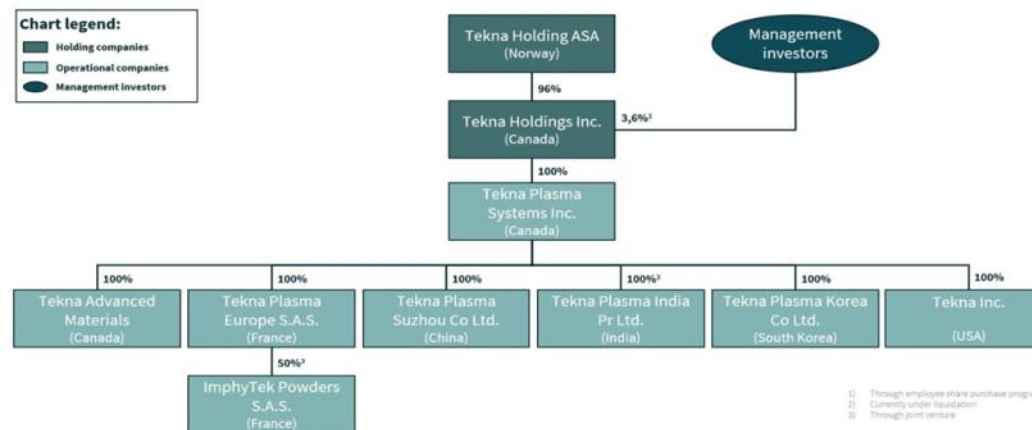 Chart legend:
Holding companies
Operational companies
Management investors
Tekna Holding ASA
(Norway)
Management
investors
96%
Tekna Holdings Inc.
(Canada)
3,6%¹
100%
Tekna Plasma
Systems Inc.
(Canada)
100%
100%
100%
100%²
100%
100%
Tekna Advanced
Materials
(Canada)
Tekna Plasma
Europe S.A.S.
(France)
Tekna Plasma
Suzhou Co Ltd.
(China)
Tekna Plasma India
Pr Ltd.
(India)
Tekna Plasma Korea
Co Ltd.
(South Korea)
Tekna Inc.
(USA)
50%³
ImphyTek Powders
S.A.S.
(France)
1) Through employee share purchase
2) Currently under liquidation
3) Through joint venture